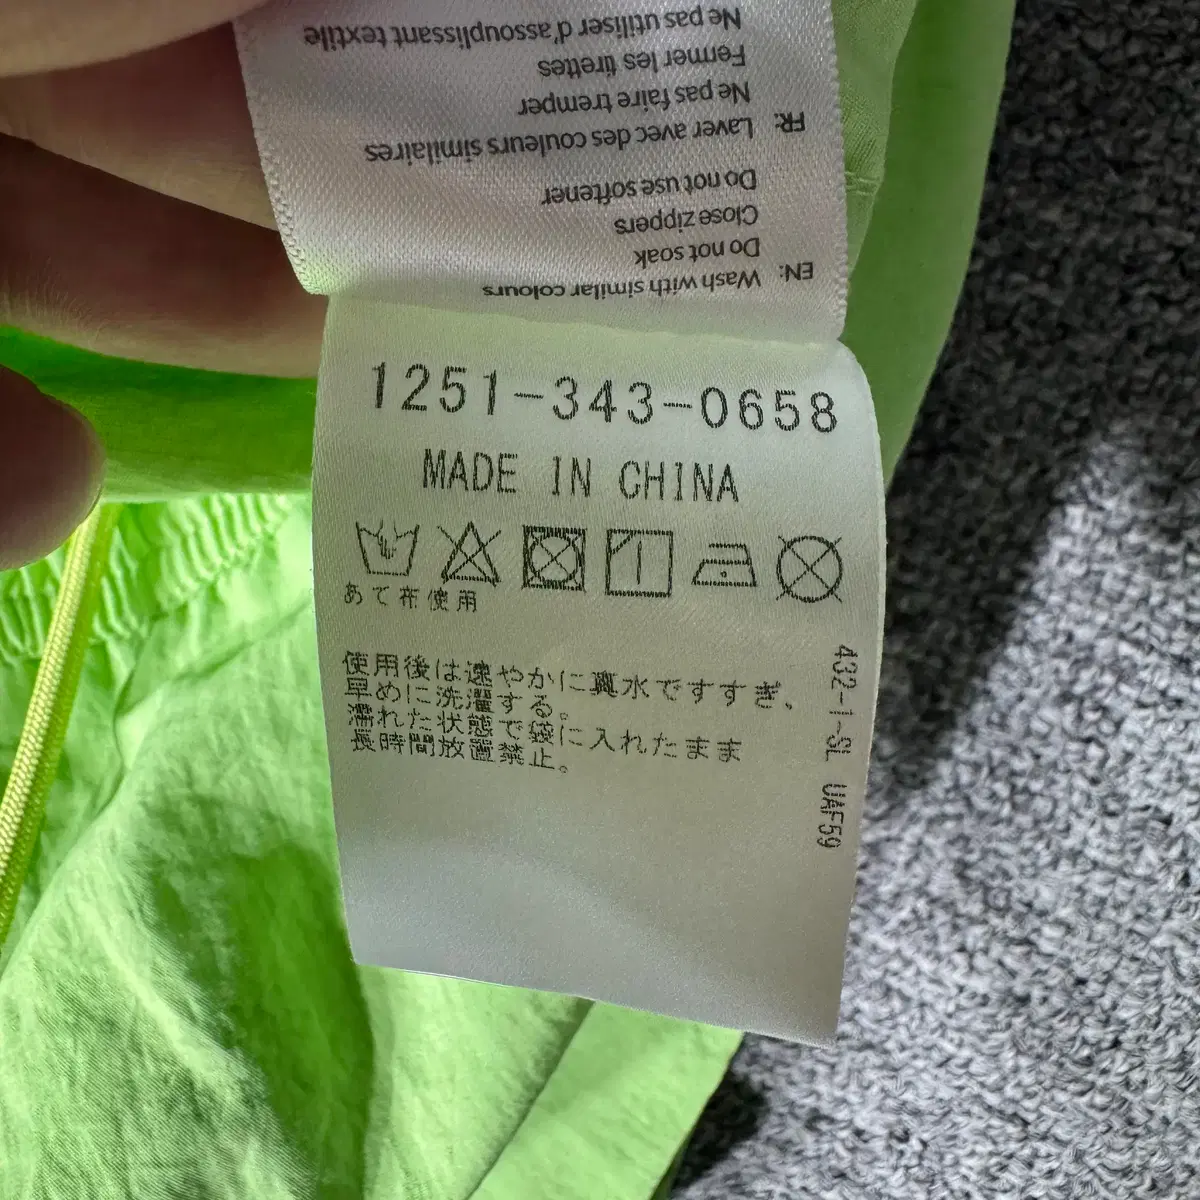 Ne pas utiliser d'assouplissant textile
Fermer les tirettes
Ne pas faire tremper
FR: Laver avec des couleurs similaires
Do not use softener
Close zippers
Do not soak
EN: Wash with similar colours
1251-343-0658
MADE IN CHINA
あて布使用
使用後は速やかに真水ですすぎ、
早めに洗濯する。
濡れた状態で袋に入れたまま
長時間放置禁止。
432-1-SL UAF59